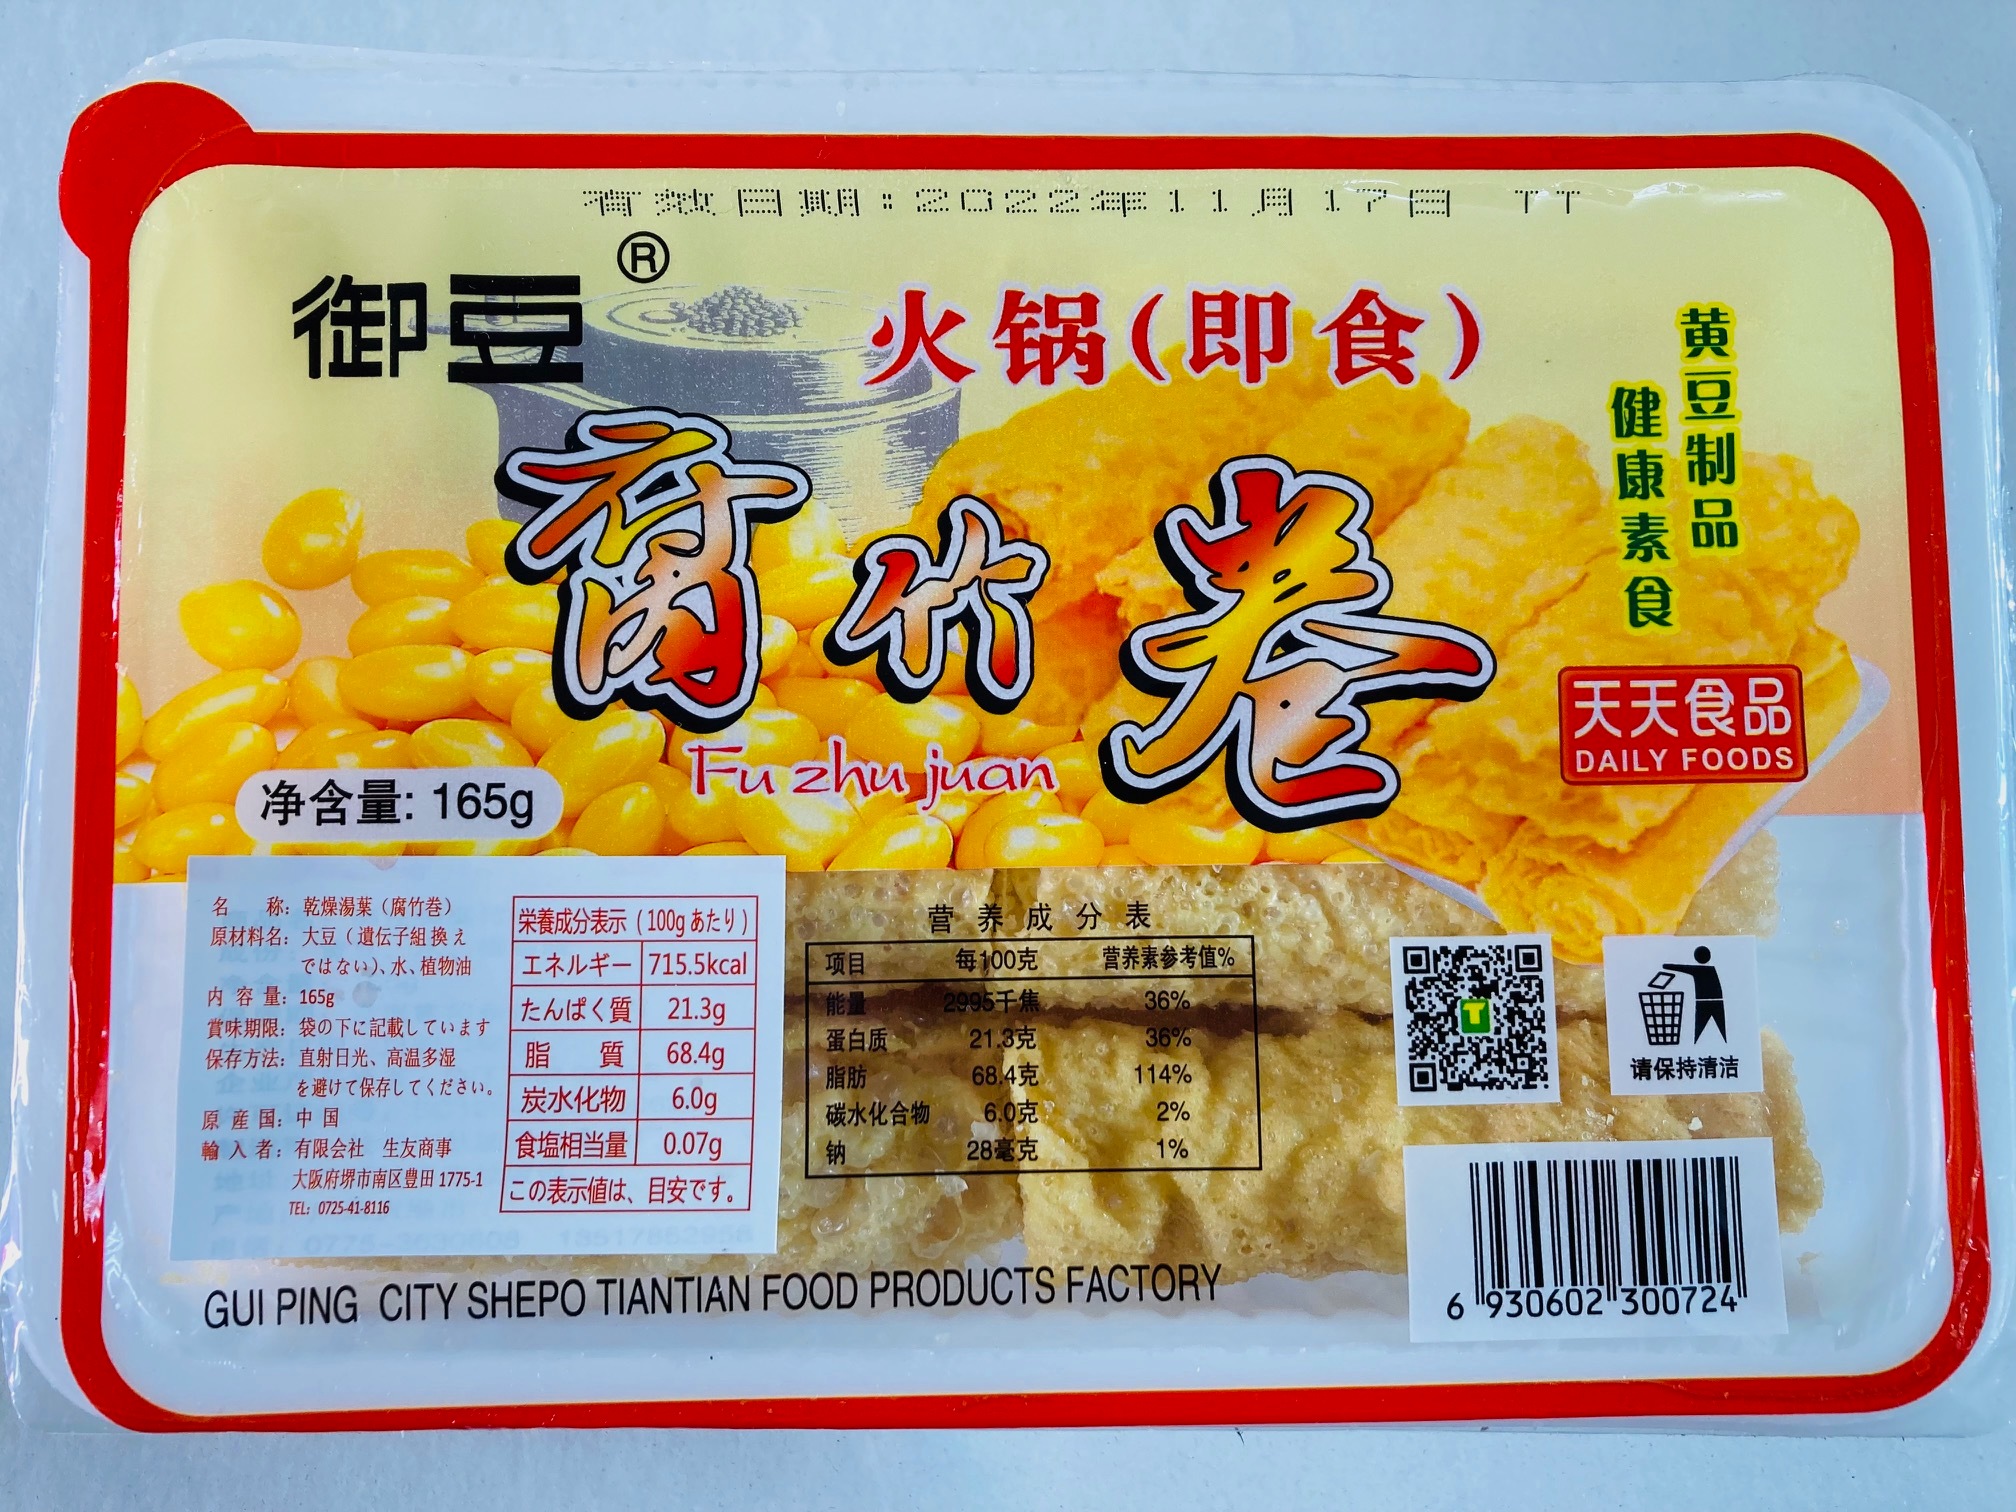 有效日期:2022年11月17日 TT
御豆®
火锅(即食)
黄豆制品
健康素食
腐竹卷
Fu zhu juan
天天食品
DAILY FOODS
净含量: 165g
名 称: 乾燥湯葉（腐竹巻）
原材料名: 大豆（遺伝子組換え
ではない）、水、植物油
内容量: 165g
賞味期限: 袋の下に記載しています
保存方法: 直射日光、高温多湿
を避けて保存してください。
原産国: 中国
輸入者: 有限会社 生友商事
大阪府堺市南区豊田 1775-1
TEL: 0725-41-8116
栄養成分表示（100gあたり）
エネルギー 715.5kcal
たんぱく質 21.3g
脂 質 68.4g
炭水化物 6.0g
食塩相当量 0.07g
この表示値は、目安です。
营养成分表
项目 每100克 营养素参考值%
能量 2995千焦 36%
蛋白质 21.3克 36%
脂肪 68.4克 114%
碳水化合物 6.0克 2%
钠 28毫克 1%
T
请保持清洁
GUI PING CITY SHEPO TIANTIAN FOOD PRODUCTS FACTORY
6 930602 300724